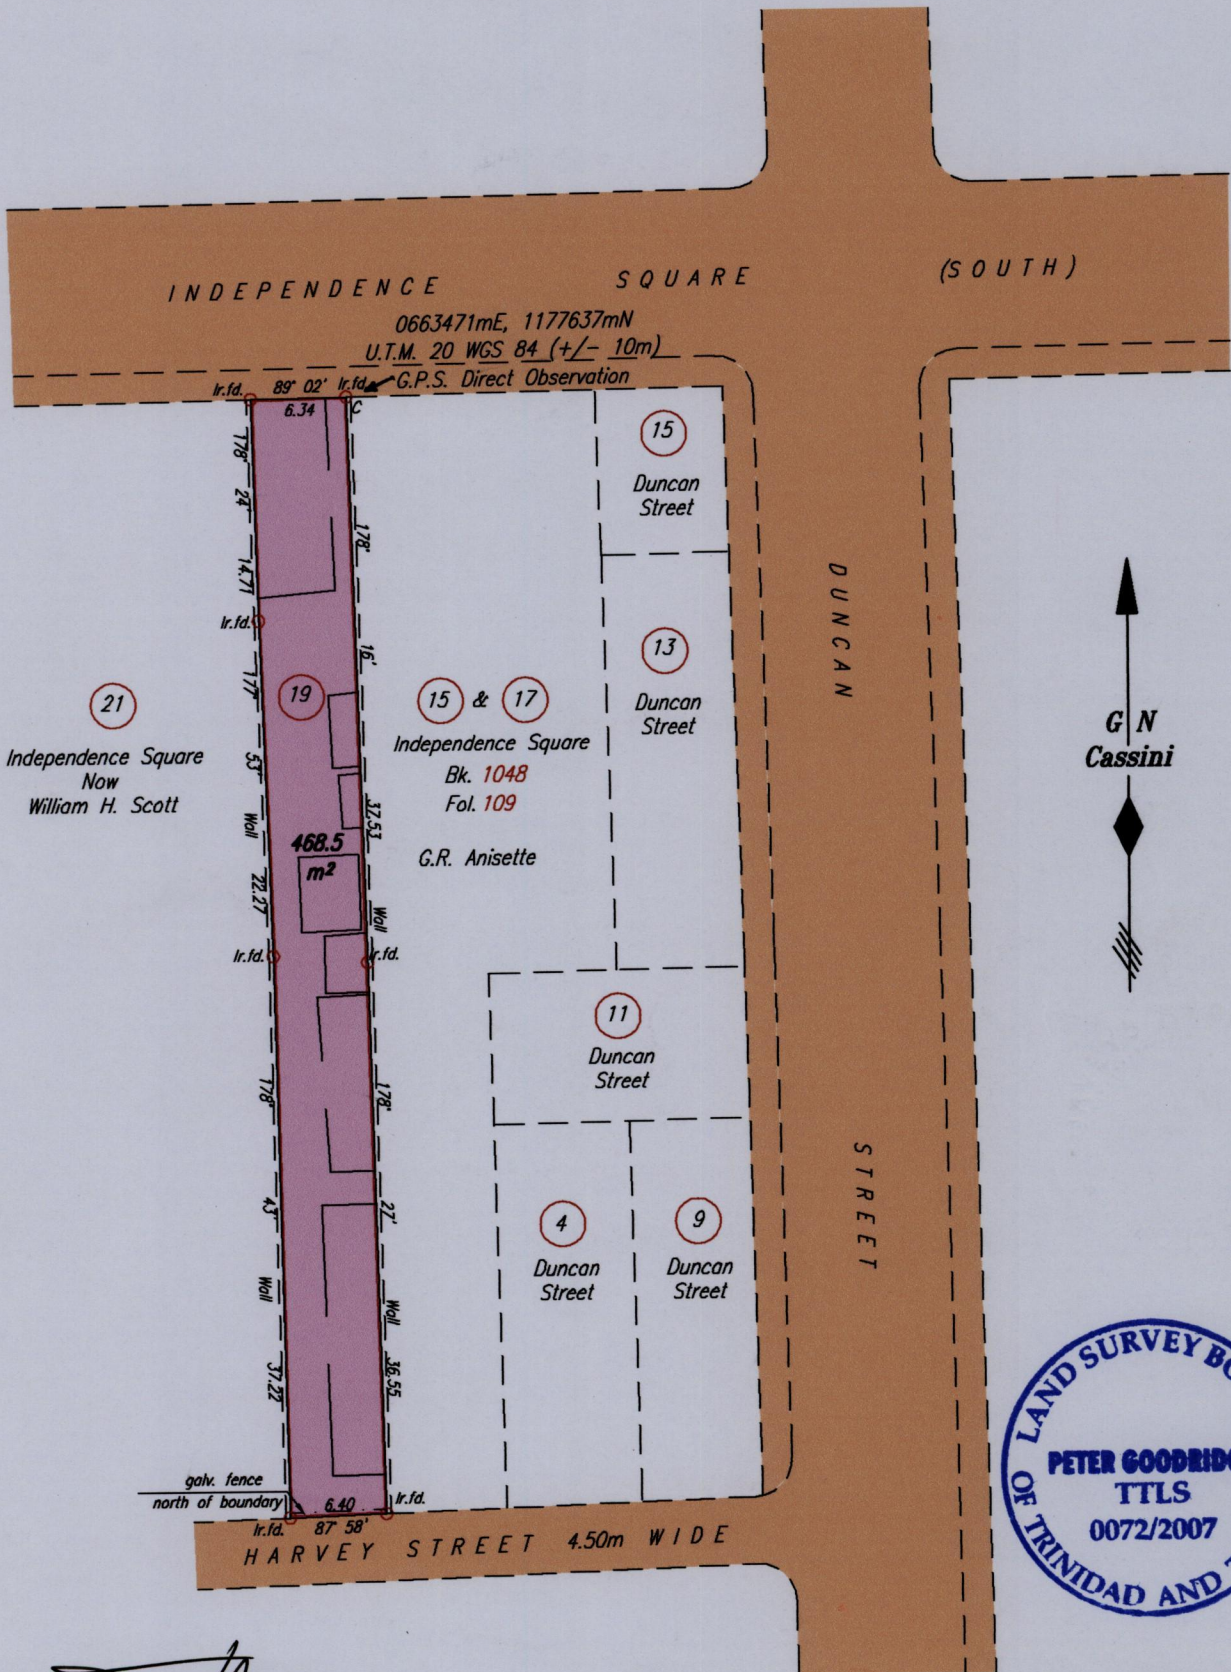 INDEPENDENCE SQUARE (SOUTH)
0663471mE, 1177637mN
U.T.M. 20 WGS 84 (+/- 10m)
G.P.S. Direct Observation
Ir.fd. 89° 02' Ir.fd.
6.34 C
178° 24' 14.71
178° 16' 37.53
Wall
Ir.fd.
177° 53' Wall 22.27
19
468.5
m²
21
Independence Square
Now
William H. Scott
15 & 17
Independence Square
Bk. 1048
Fol. 109
G.R. Anisette
15
Duncan
Street
13
Duncan
Street
11
Duncan
Street
4
Duncan
Street
9
Duncan
Street
DUNCAN STREET
G N
Cassini
Ir.fd. Ir.fd.
178° 43' Wall 37.22
178° 27' Wall 36.55
galv. fence
north of boundary
6.40 Ir.fd.
Ir.fd. 87° 58'
HARVEY STREET 4.50m WIDE
LAND SURVEY BO
OF TRINIDAD AND
PETER GOODRID
TTLS
0072/2007